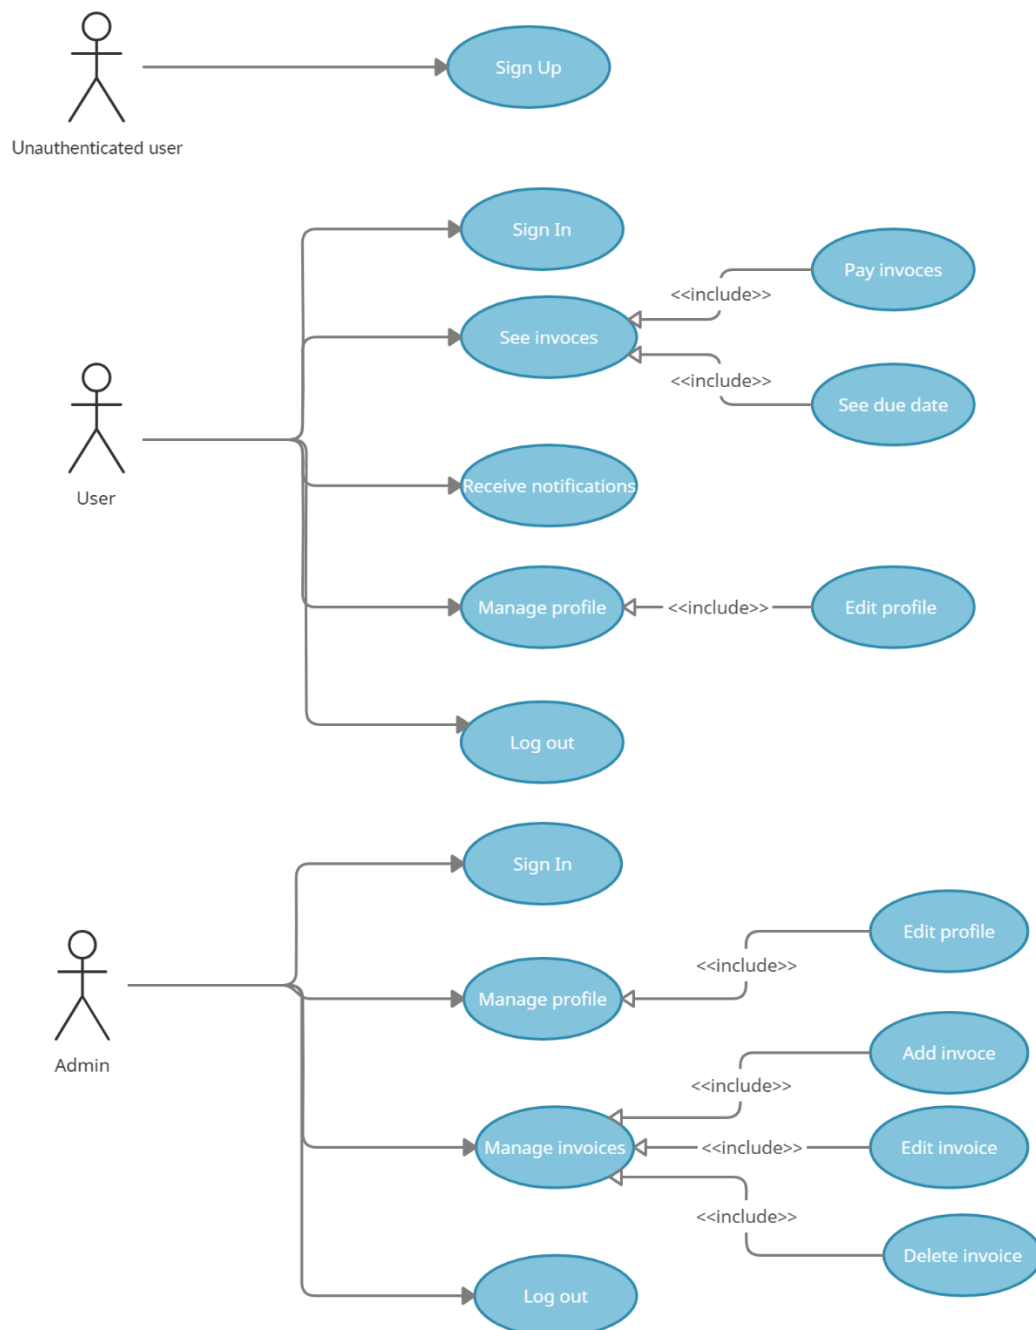 Sign Up
Unauthenticated user
Sign In
Pay invoces
<<include>>
See invoces
<<include>>
See due date
User
Receive notifications
Manage profile
<<include>>
Edit profile
Log out
Sign In
Edit profile
<<include>>
Manage profile
Admin
Add invoce
<<include>>
Manage invoices
<<include>>
Edit invoice
<<include>>
Delete invoice
Log out